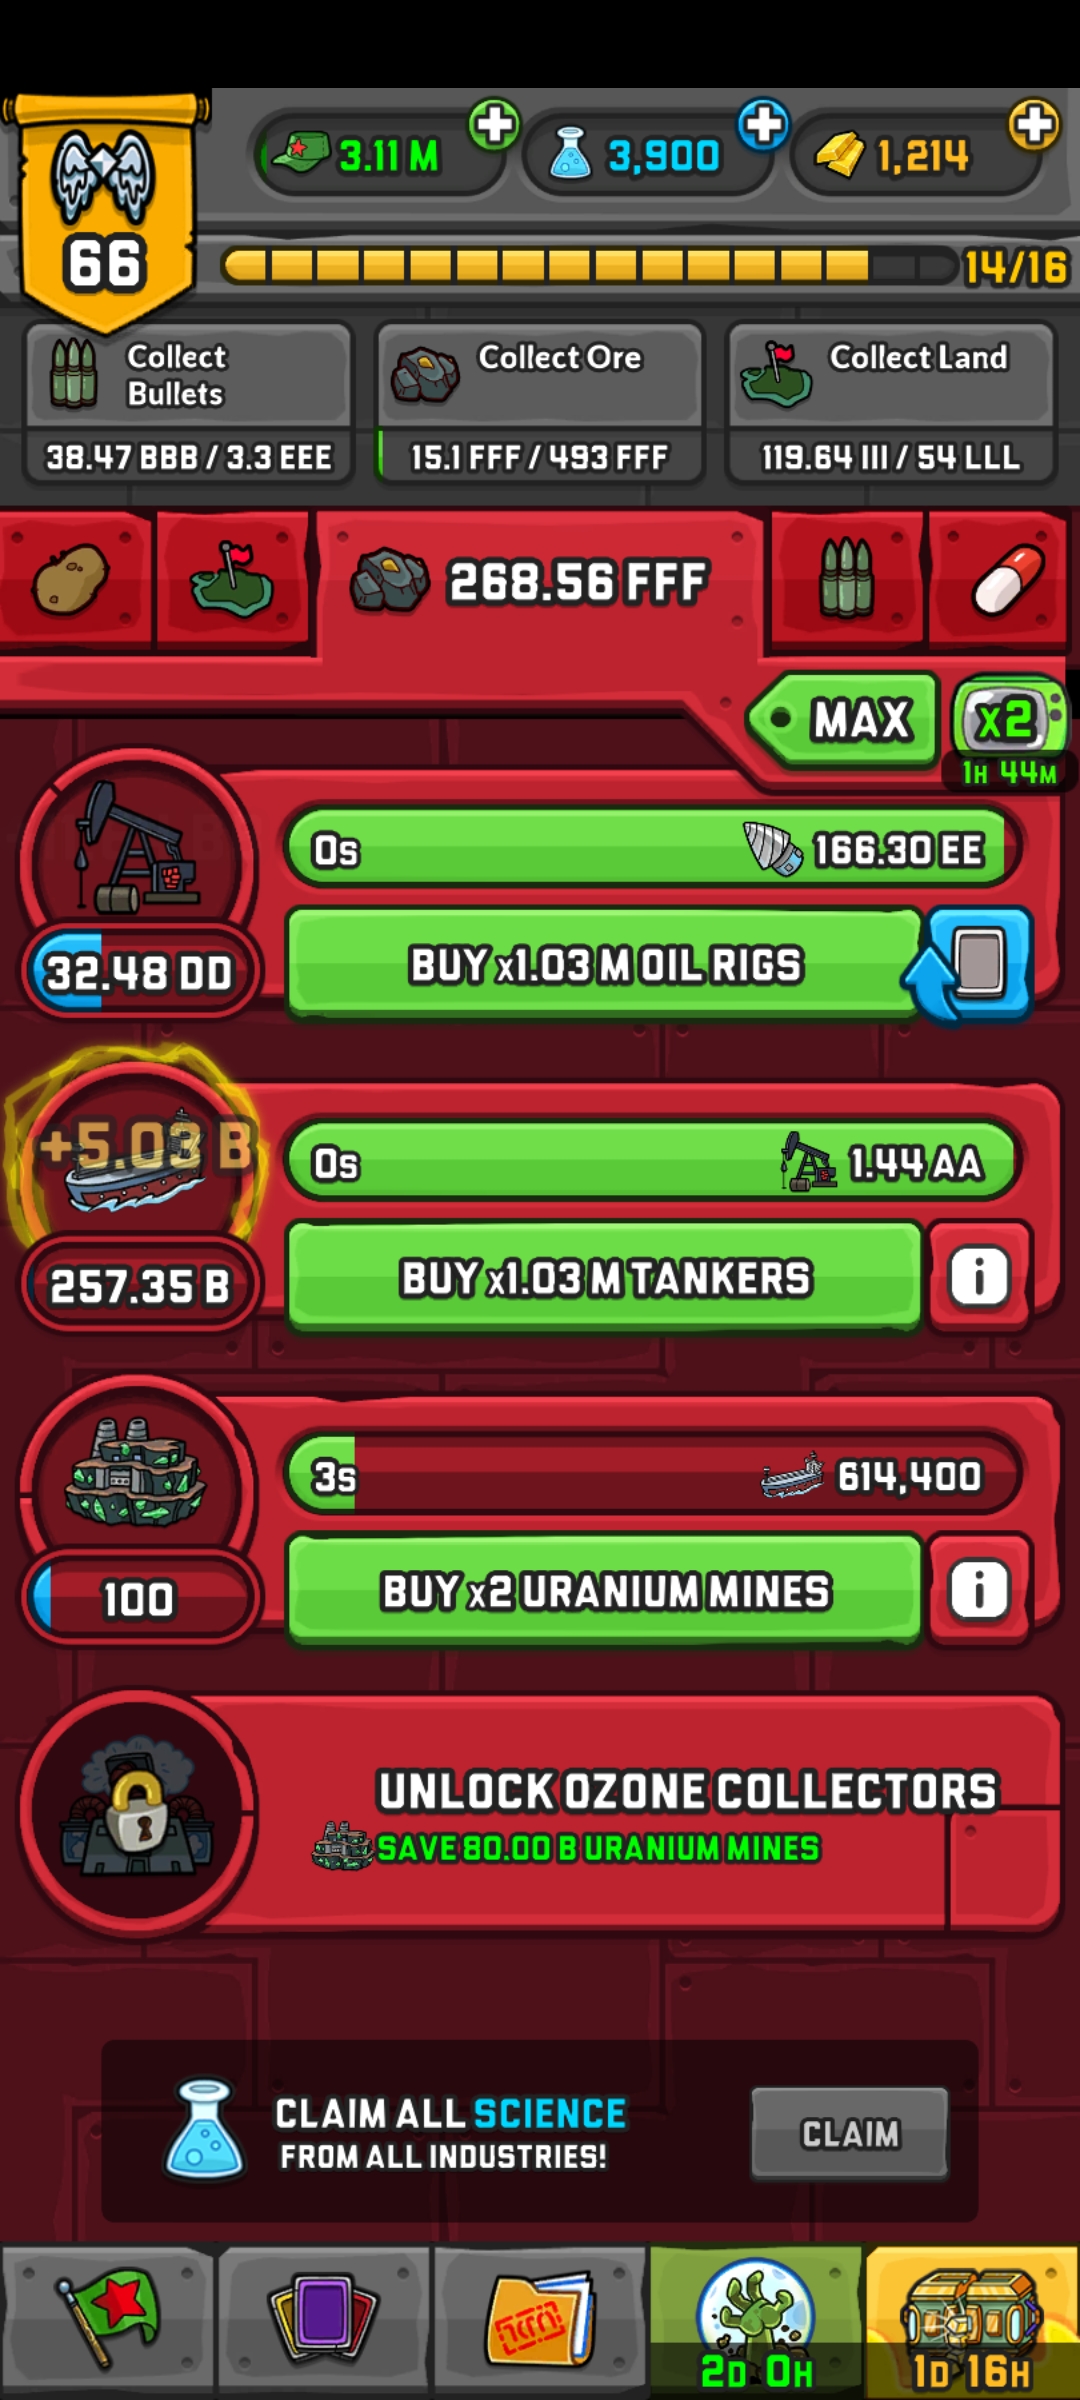 3.11 M
3,900
1,214
66
14/16
Collect
Bullets
Collect Ore
Collect Land
38.47 BBB / 3.3 EEE
15.1 FFF / 493 FFF
119.64 III / 54 LLL
268.56 FFF
MAX
x2
1H 44M
0s
166.30 EE
BUY x1.03 M OIL RIGS
32.48 DD
+5.03 B
0s
1.44 AA
BUY x1.03 M TANKERS
i
257.35 B
3s
614,400
BUY x2 URANIUM MINES
i
100
UNLOCK OZONE COLLECTORS
SAVE 80.00 B URANIUM MINES
CLAIM ALL SCIENCE
FROM ALL INDUSTRIES!
CLAIM
2D 0H
1D 16H